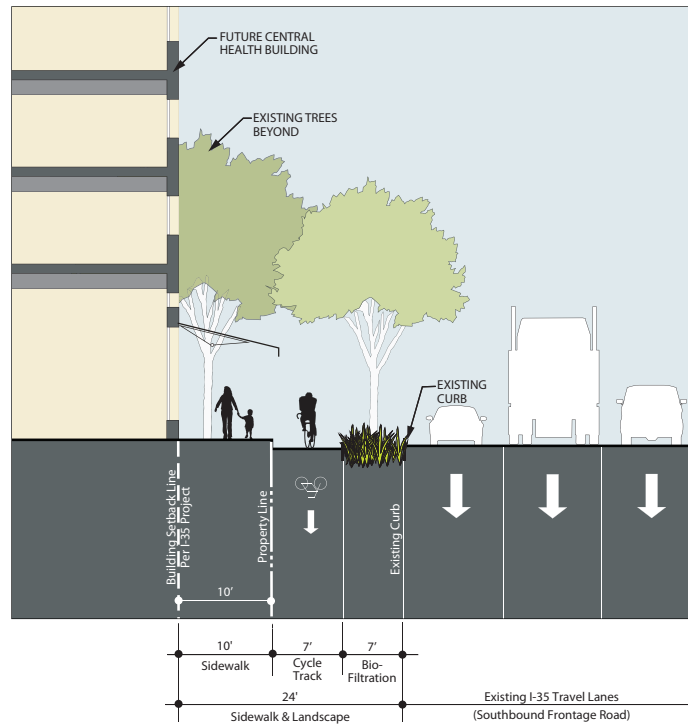 FUTURE CENTRAL
HEALTH BUILDING
EXISTING TREES
BEYOND
EXISTING
CURB
Building Setback Line
Per I-35 Project
Property Line
Existing Curb
10'
10'
7'
7'
Sidewalk
Cycle
Track
Bio-
Filtration
24'
Sidewalk & Landscape
Existing I-35 Travel Lanes
(Southbound Frontage Road)